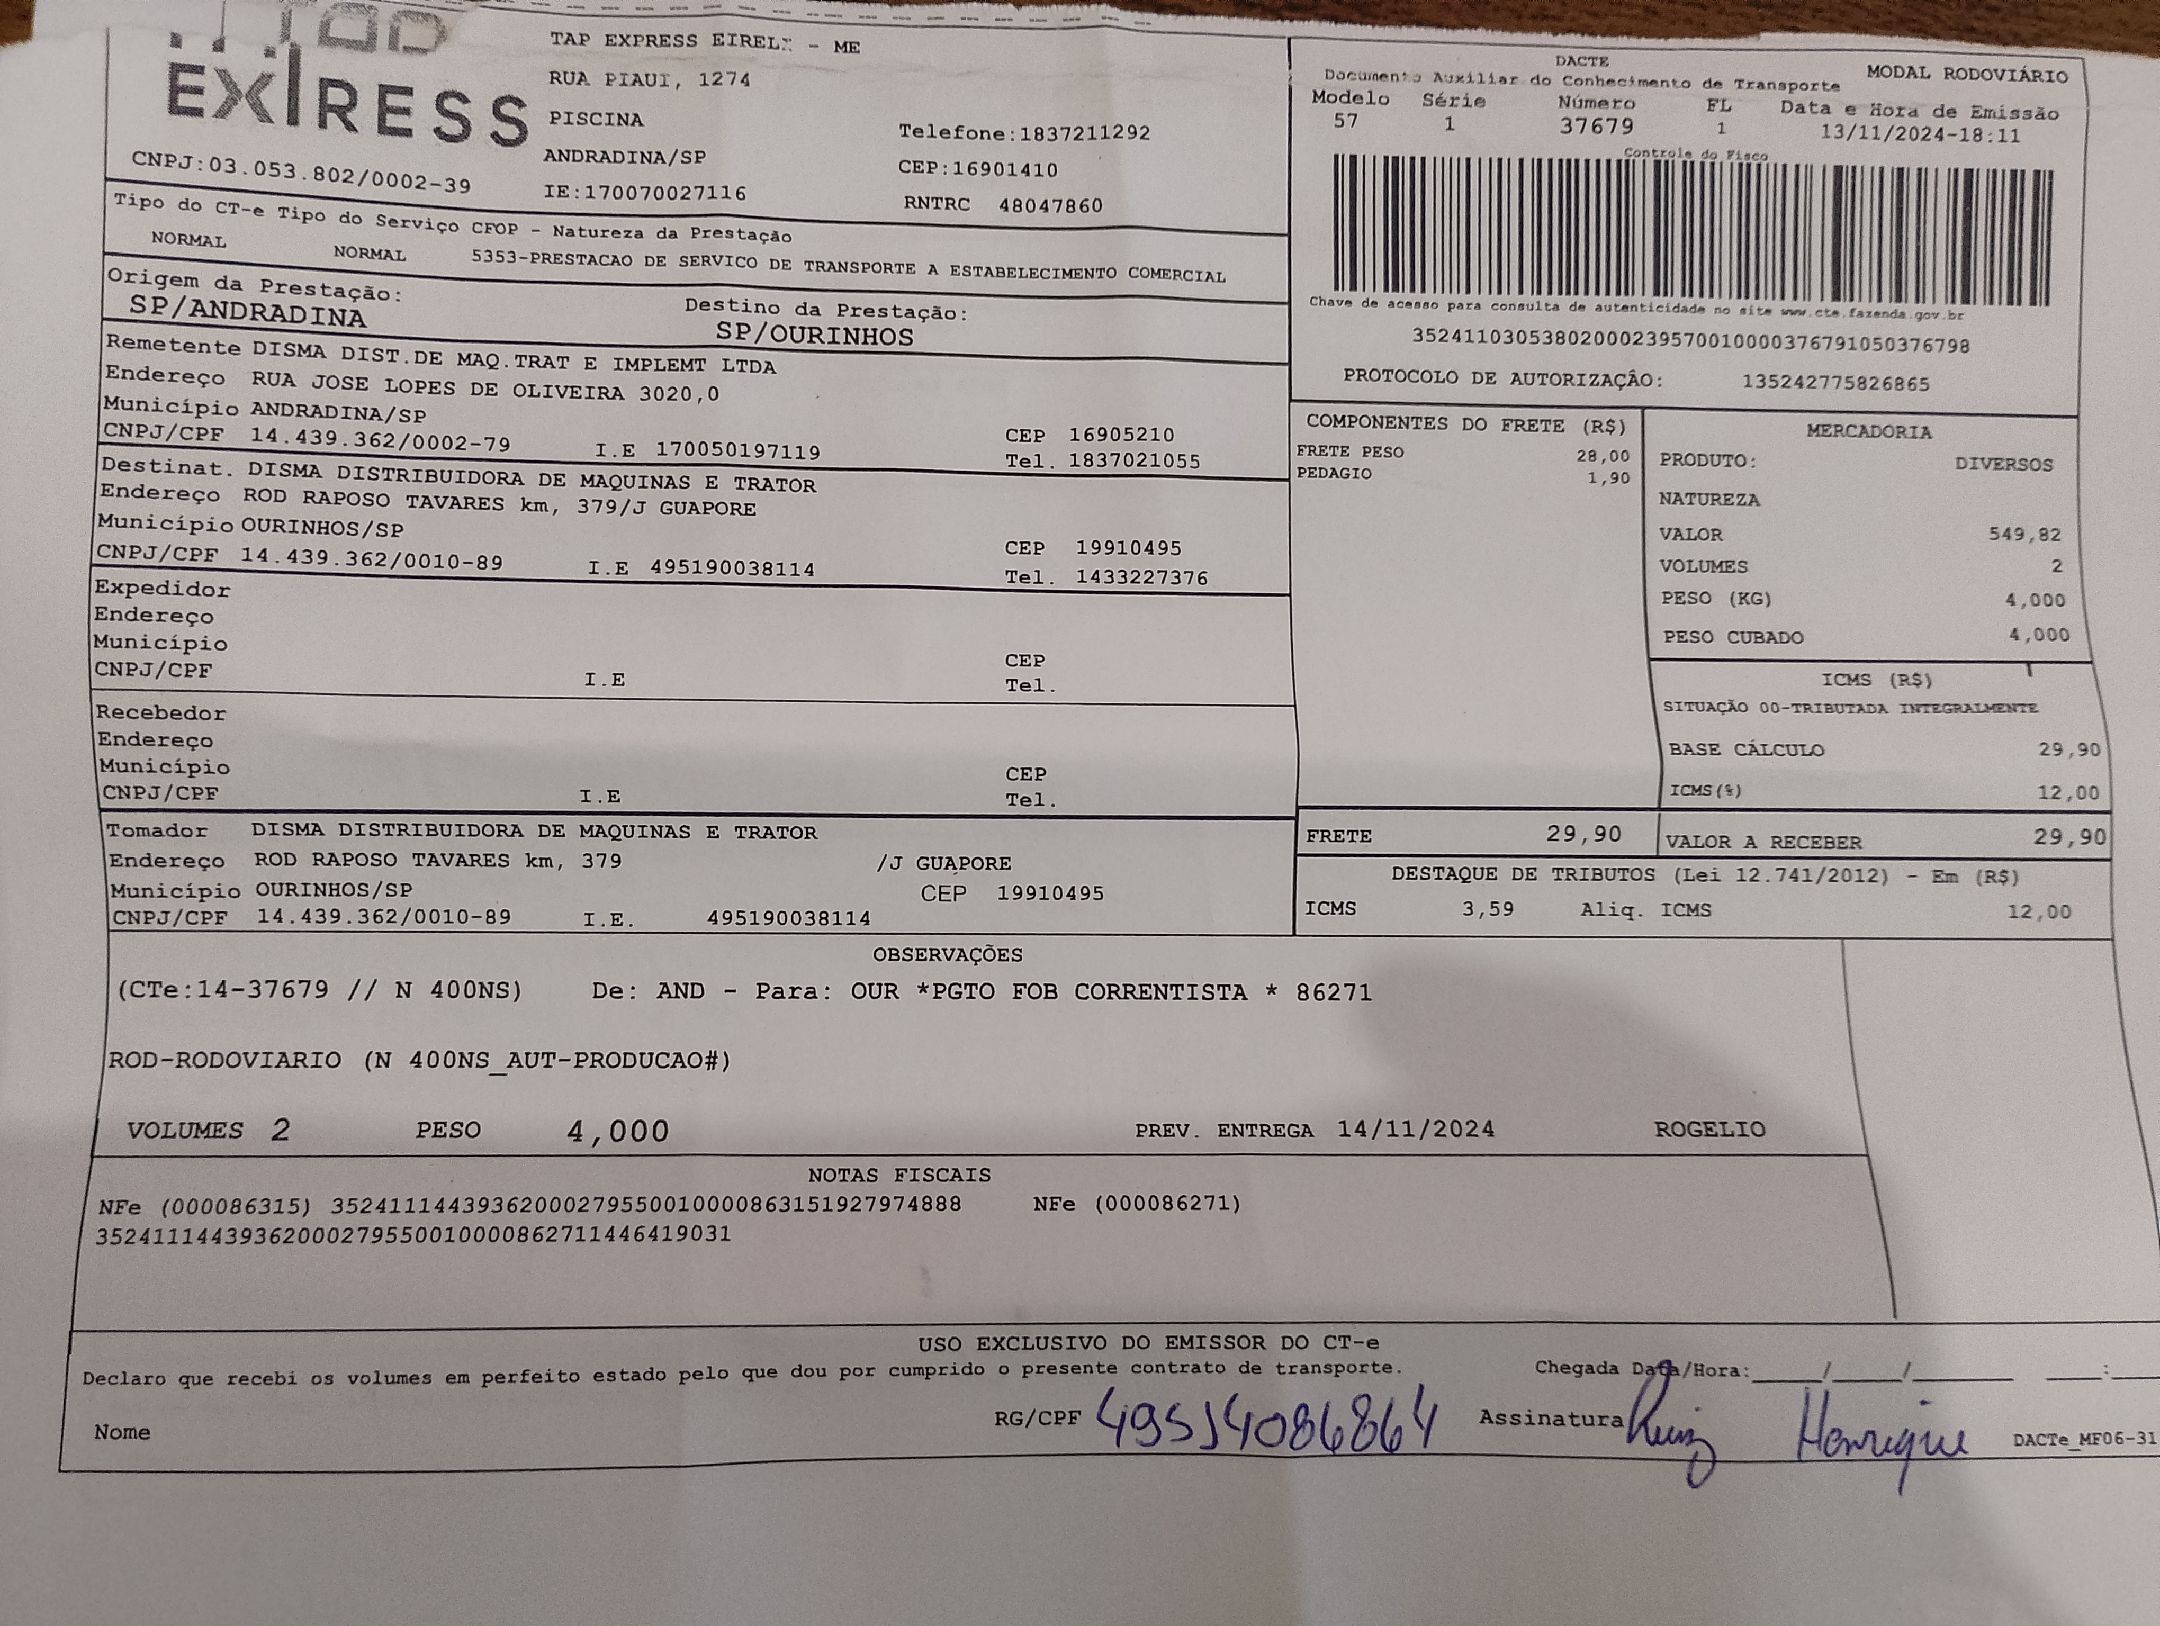 EXPRESS
TAP EXPRESS EIRELI - ME
RUA PIAUI, 1274
PISCINA
ANDRADINA/SP
Telefone:1837211292
CEP:16901410
CNPJ:03.053.802/0002-39
IE:170070027116
RNTRC 48047860
DACTE
MODAL RODOVIÁRIO
Documento Auxiliar do Conhecimento de Transporte
Modelo Série Número FL Data e Hora de Emissão
57 1 37679 1 13/11/2024-18:11
Controle do Fisco
Chave de acesso para consulta de autenticidade no site www.cte.fazenda.gov.br
35241103053802000239570010000376791050376798
PROTOCOLO DE AUTORIZAÇÂO: 135242775826865
Tipo do CT-e Tipo do Serviço CFOP - Natureza da Prestação
NORMAL NORMAL 5353-PRESTACAO DE SERVICO DE TRANSPORTE A ESTABELECIMENTO COMERCIAL
Origem da Prestação: Destino da Prestação:
SP/ANDRADINA SP/OURINHOS
Remetente DISMA DIST.DE MAQ.TRAT E IMPLEMT LTDA
Endereço RUA JOSE LOPES DE OLIVEIRA 3020,0
Município ANDRADINA/SP CEP 16905210
CNPJ/CPF 14.439.362/0002-79 I.E 170050197119 Tel. 1837021055
Destinat. DISMA DISTRIBUIDORA DE MAQUINAS E TRATOR
Endereço ROD RAPOSO TAVARES km, 379/J GUAPORE
Município OURINHOS/SP CEP 19910495
CNPJ/CPF 14.439.362/0010-89 I.E 495190038114 Tel. 1433227376
Expedidor
Endereço
Município CEP
CNPJ/CPF I.E Tel.
Recebedor
Endereço
Município CEP
CNPJ/CPF I.E Tel.
Tomador DISMA DISTRIBUIDORA DE MAQUINAS E TRATOR
Endereço ROD RAPOSO TAVARES km, 379 /J GUAPORE
Município OURINHOS/SP CEP 19910495
CNPJ/CPF 14.439.362/0010-89 I.E. 495190038114
COMPONENTES DO FRETE (R$)
FRETE PESO 28,00
PEDAGIO 1,90
MERCADORIA
PRODUTO: DIVERSOS
NATUREZA
VALOR 549,82
VOLUMES 2
PESO (KG) 4,000
PESO CUBADO 4,000
ICMS (R$)
SITUAÇÃO 00-TRIBUTADA INTEGRALMENTE
BASE CÁLCULO 29,90
ICMS(%) 12,00
FRETE 29,90 VALOR A RECEBER 29,90
DESTAQUE DE TRIBUTOS (Lei 12.741/2012) - Em (R$)
ICMS 3,59 Aliq. ICMS 12,00
OBSERVAÇÕES
(CTe:14-37679 // N 400NS) De: AND - Para: OUR *PGTO FOB CORRENTISTA * 86271
ROD-RODOVIARIO (N 400NS_AUT-PRODUCAO#)
VOLUMES 2 PESO 4,000 PREV. ENTREGA 14/11/2024 ROGELIO
NOTAS FISCAIS
NFe (000086315) 35241114439362000279550010000863151927974888 NFe (000086271)
35241114439362000279550010000862711446419031
USO EXCLUSIVO DO EMISSOR DO CT-e
Declaro que recebi os volumes em perfeito estado pelo que dou por cumprido o presente contrato de transporte. Chegada Data/Hora:____/____/______ ___:___
Nome RG/CPF 49514086864 Assinatura Ruiz Henrique DACTe_MF06-31